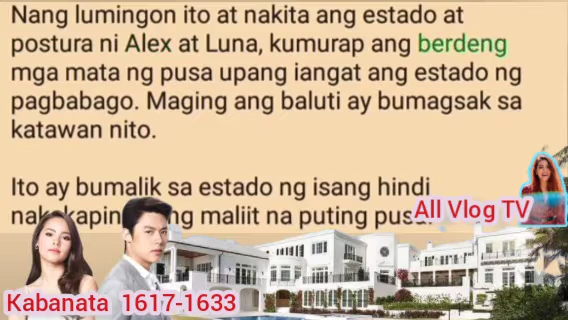 Nang lumingon ito at nakita ang estado at
postura ni Alex at Luna, kumurap ang berdeng
mga mata ng pusa upang iangat ang estado ng
pagbabago. Maging ang baluti ay bumagsak sa
katawan nito.
Ito ay bumalik sa estado ng isang hindi
maliit na puting
All Vlog TV
Kabanata 1617-1633